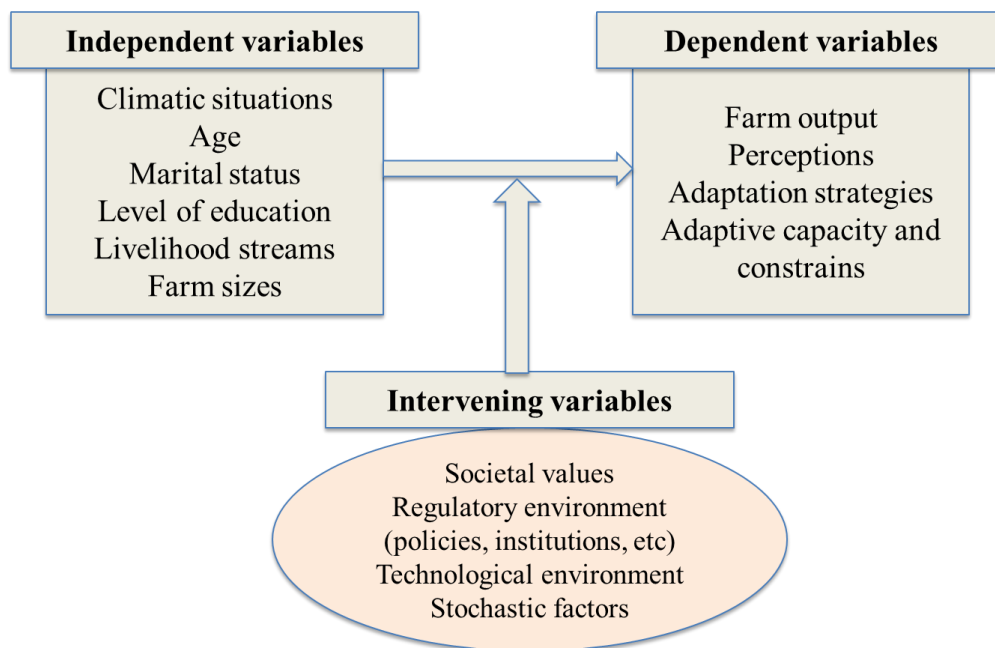 Independent variables
Climatic situations
Age
Marital status
Level of education
Livelihood streams
Farm sizes
Dependent variables
Farm output
Perceptions
Adaptation strategies
Adaptive capacity and
constrains
Intervening variables
Societal values
Regulatory environment
(policies, institutions, etc)
Technological environment
Stochastic factors